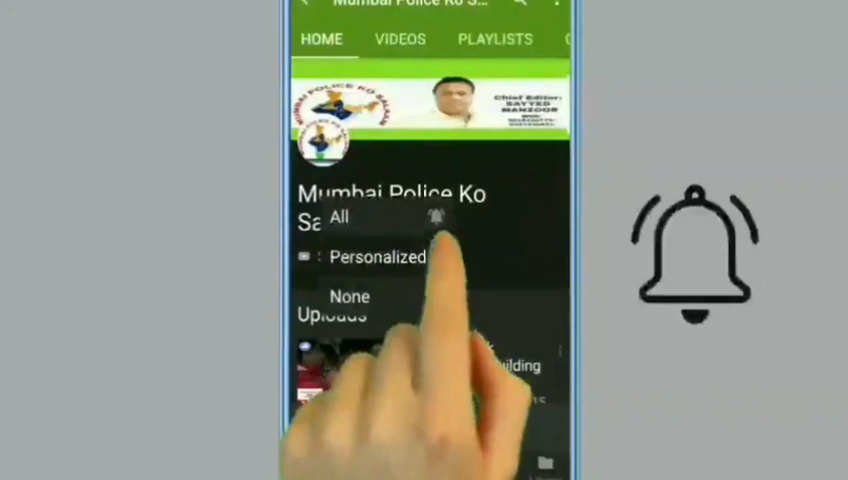 Mumbai Police Ko S...
HOME VIDEOS PLAYLISTS
MUMBAI POLICE KO SALAAM
Chief Editor:
SAYYED
MANZOOR
Mumbai Police Ko
Sa
All
Personalized
None
Uploads
uilding